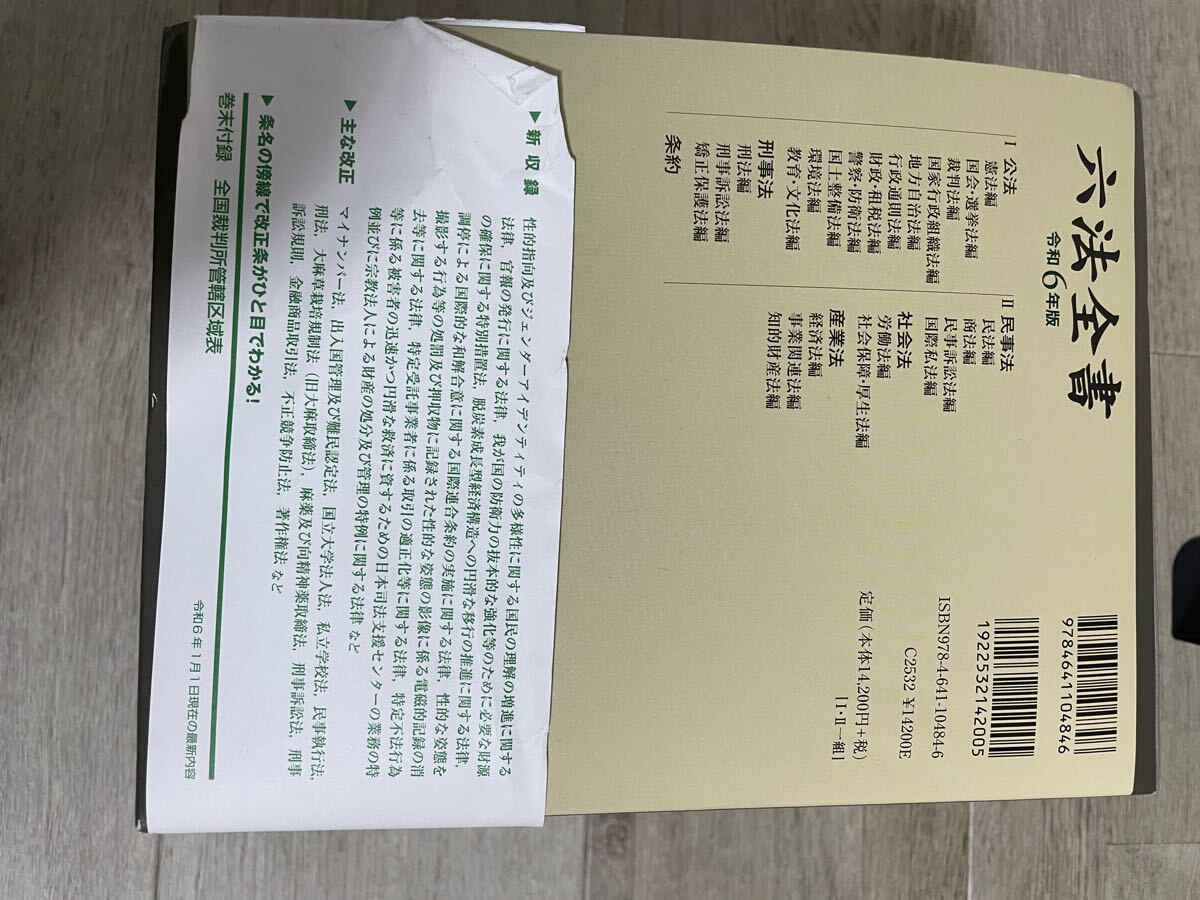 六法全書
令和6年版
I 公法
憲法編
国会・選挙法編
裁判法編
国家行政組織法編
地方自治法編
行政通則法編
財政・租税法編
警察・防衛法編
国土整備法編
環境法編
教育・文化法編
刑事法
刑法編
刑事訴訟法編
矯正保護法編
条約
II 民事法
民法編
商法編
民事訴訟法編
国際私法編
社会法
労働法編
社会保障・厚生法編
産業法
経済法編
事業関連法編
知的財産法編
9784641104846
1922532142005
ISBN978-4-641-10484-6
C2532 ¥14200E
定価(本体14,200円+税)
[I・II一組]
▶新収録
性的指向及びジェンダーアイデンティティの多様性に関する国民の理解の増進に関する
法律，官報の発行に関する法律，我が国の防衛力の抜本的な強化等のために必要な財源
の確保に関する特別措置法，脱炭素成長型経済構造への円滑な移行の推進に関する法律，
調停による国際的な和解合意に関する国際連合条約の実施に関する法律，性的な姿態を
撮影する行為等の処罰及び押収物に記録された性的な姿態の影像に係る電磁的記録の消
去等に関する法律，特定受託事業者に係る取引の適正化等に関する法律，特定不法行為
等に係る被害者の迅速かつ円滑な救済に資するための日本司法支援センターの業務の特
例並びに宗教法人による財産の処分及び管理の特例に関する法律 など
▶主な改正
マイナンバー法，出入国管理及び難民認定法，国立大学法人法，私立学校法，民事執行法，
刑法，大麻草栽培規制法（旧大麻取締法），麻薬及び向精神薬取締法，刑事訴訟法，刑事
訴訟規則，金融商品取引法，不正競争防止法，著作権法 など
▶条名の傍線で改正条がひと目でわかる！
巻末付録 全国裁判所管轄区域表
令和6年1月1日現在の最新内容